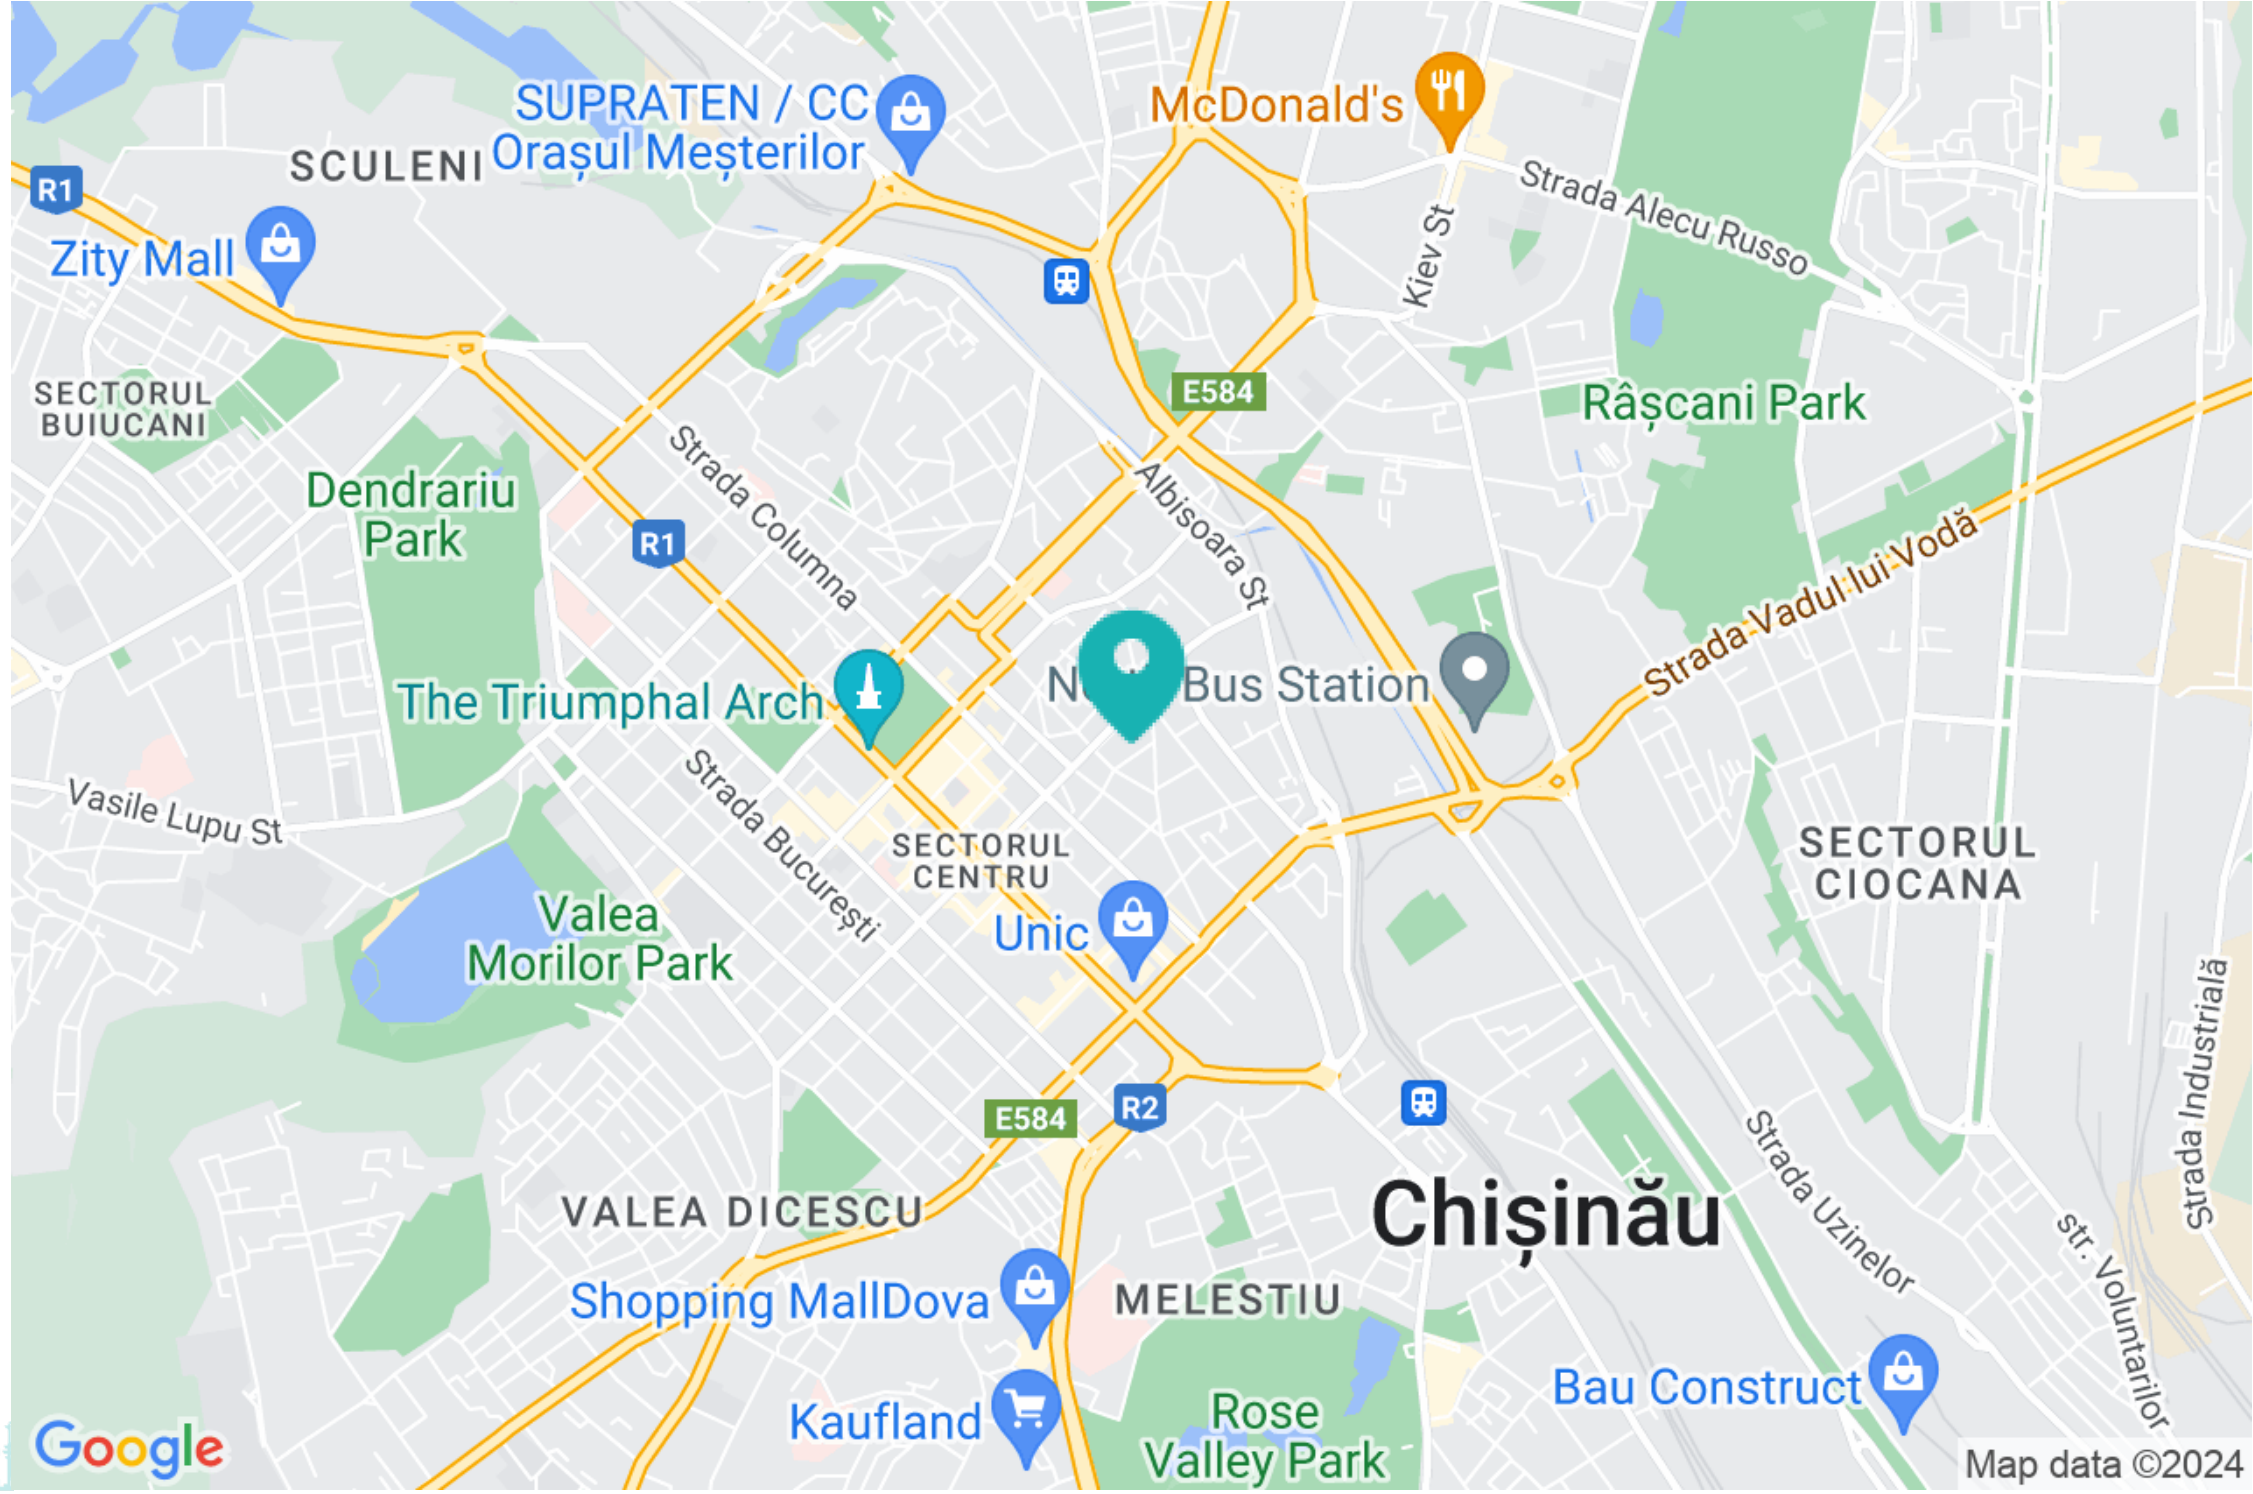 SUPRATEN / CC
Orașul Meșterilor
McDonald's
SCULENI
R1
Zity Mall
Strada Alecu Russo
Kiev St
SECTORUL
BUIUCANI
E584
Râșcani Park
Dendrariu
Park
Strada Columna
R1
Albișoara St
Strada Vadul lui Vodă
The Triumphal Arch
Bus Station
Vasile Lupu St
Strada București
SECTORUL
CENTRU
SECTORUL
CIOCANA
Valea
Morilor Park
Unic
Strada Industrială
E584
R2
Strada Uzinelor
VALEA DICESCU
Chișinău
str. Voluntarilor
Shopping MallDova
MELESTIU
Bau Construct
Kaufland
Rose
Valley Park
Google
Map data ©2024